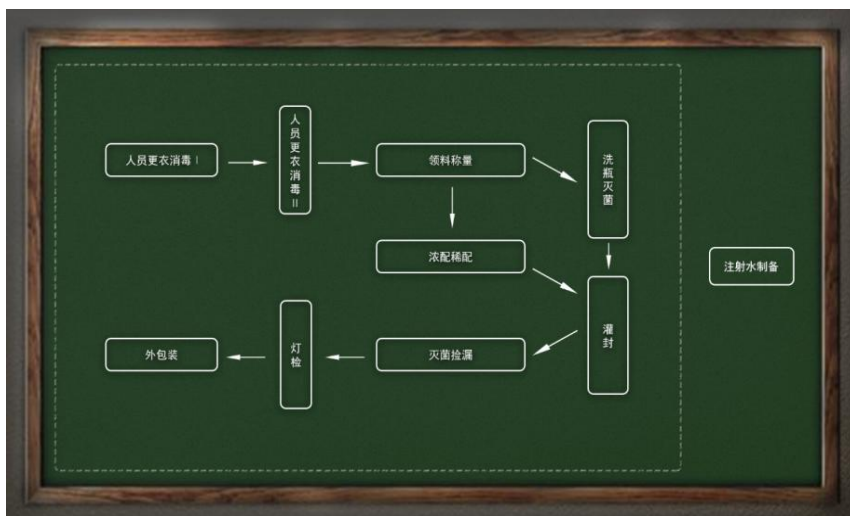 人员更衣消毒Ⅰ
人员更衣消毒Ⅱ
领料称量
洗瓶灭菌
浓配稀配
注射水制备
灌封
灭菌捡漏
灯检
外包装